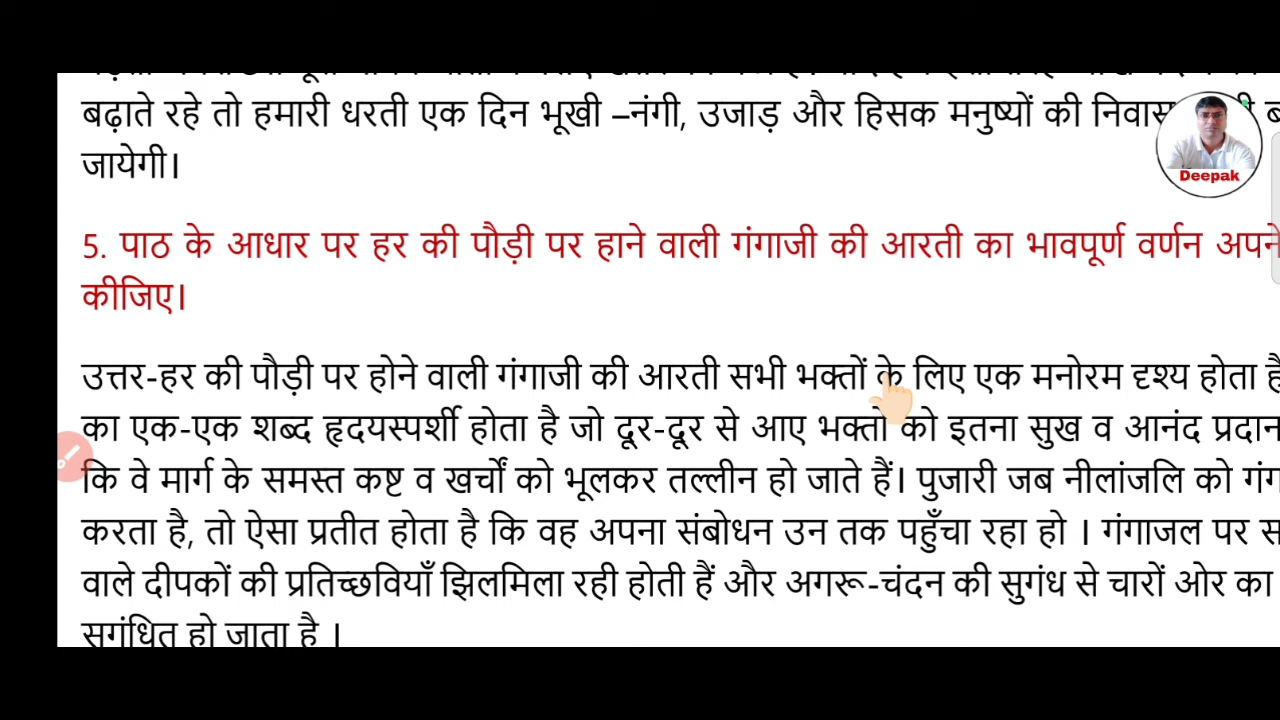 बढ़ाते रहे तो हमारी धरती एक दिन भूखी –नंगी, उजाड़ और हिसक मनुष्यों की निवास
जायेगी।
Deepak
5. पाठ के आधार पर हर की पौड़ी पर हाने वाली गंगाजी की आरती का भावपूर्ण वर्णन अपने
कीजिए।
उत्तर-हर की पौड़ी पर होने वाली गंगाजी की आरती सभी भक्तों के लिए एक मनोरम दृश्य होता है
का एक-एक शब्द हृदयस्पर्शी होता है जो दूर-दूर से आए भक्तो को इतना सुख व आनंद प्रदान
कि वे मार्ग के समस्त कष्ट व खर्चों को भूलकर तल्लीन हो जाते हैं। पुजारी जब नीलांजलि को
करता है, तो ऐसा प्रतीत होता है कि वह अपना संबोधन उन तक पहुँचा रहा हो । गंगाजल पर
वाले दीपकों की प्रतिच्छवियाँ झिलमिला रही होती हैं और अगरू-चंदन की सुगंध से चारों ओर का
सुगंधित हो जाता है ।